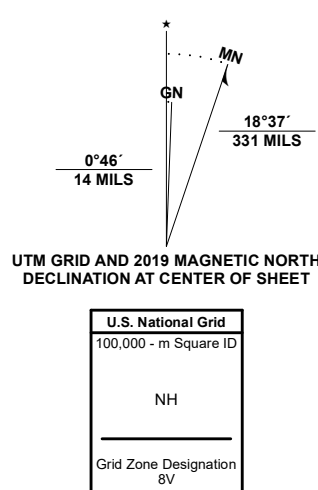 ★
MN
GN
18°37´
331 MILS
0°46´
14 MILS
UTM GRID AND 2019 MAGNETIC NORTH
DECLINATION AT CENTER OF SHEET
U.S. National Grid
100,000 - m Square ID
NH
Grid Zone Designation
8V